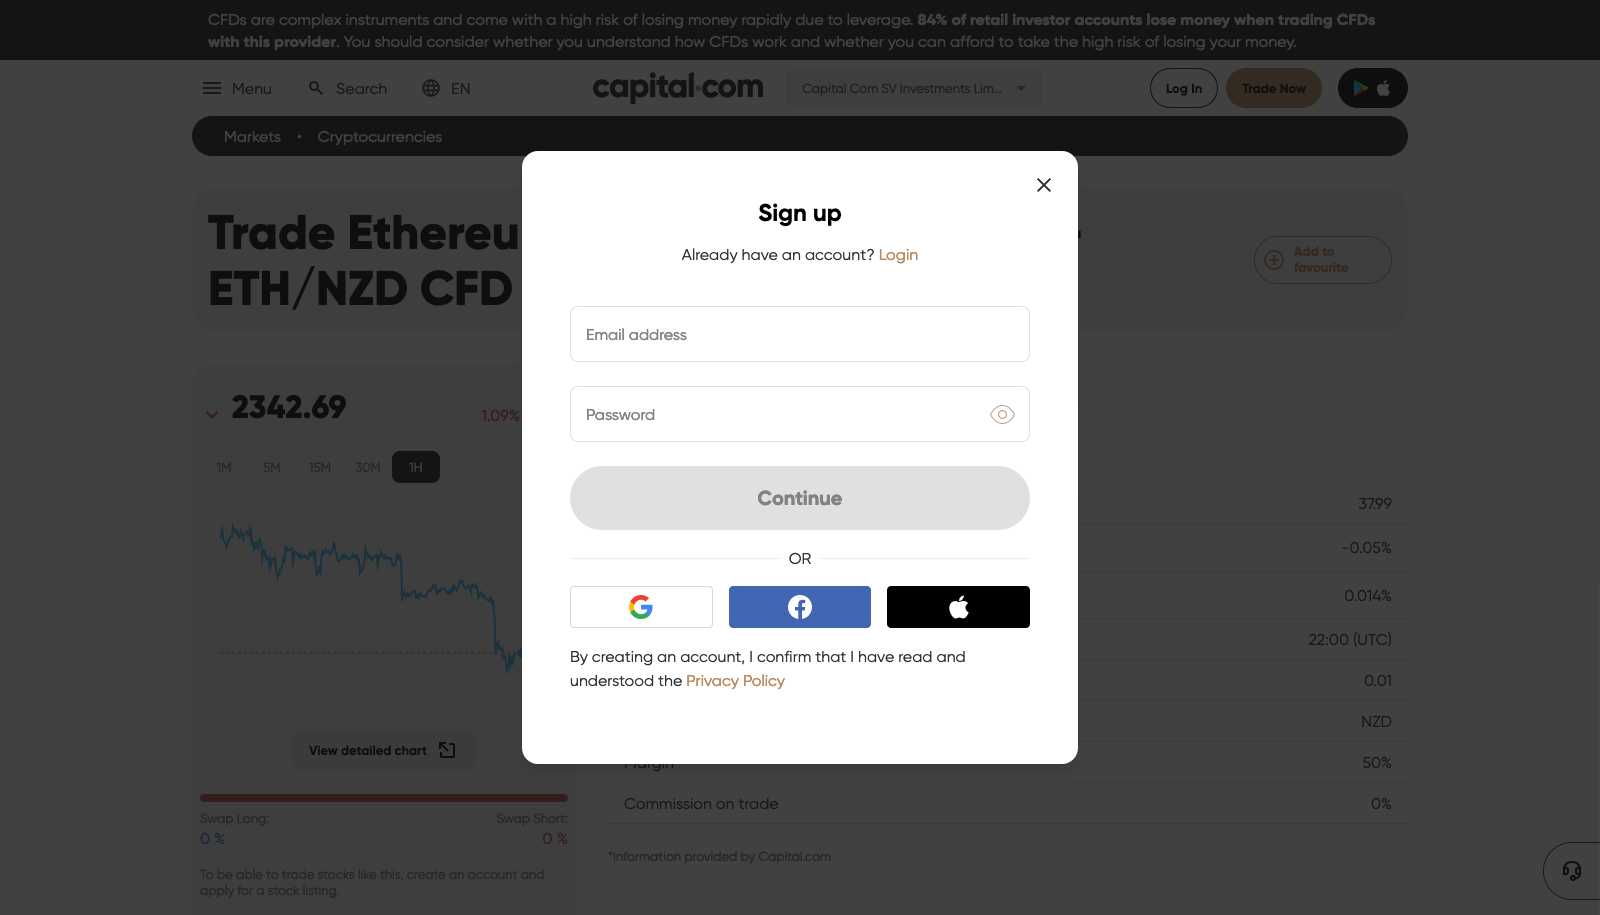 CFDs are complex instruments and come with a high risk of losing money rapidly due to leverage. 84% of retail investor accounts lose money when trading CFDs
with this provider. You should consider whether you understand how CFDs work and whether you can afford to take the high risk of losing your money.
Menu
Search
EN
capital.com
Capital Com SV Investments Lim...
Log In
Trade Now
Markets • Cryptocurrencies
Trade Ethereu
ETH/NZD CFD
Add to
favourite
Sign up
Already have an account? Login
Email address
Password
Continue
OR
By creating an account, I confirm that I have read and
understood the Privacy Policy
2342.69
1.09%
1M 5M 15M 30M 1H
View detailed chart
Swap Long: Swap Short:
0 % 0 %
To be able to trade stocks like this, create an account and
apply for a stock listing.
37.99
-0.05%
0.014%
22:00 (UTC)
0.01
NZD
Margin 50%
Commission on trade 0%
*Information provided by Capital.com